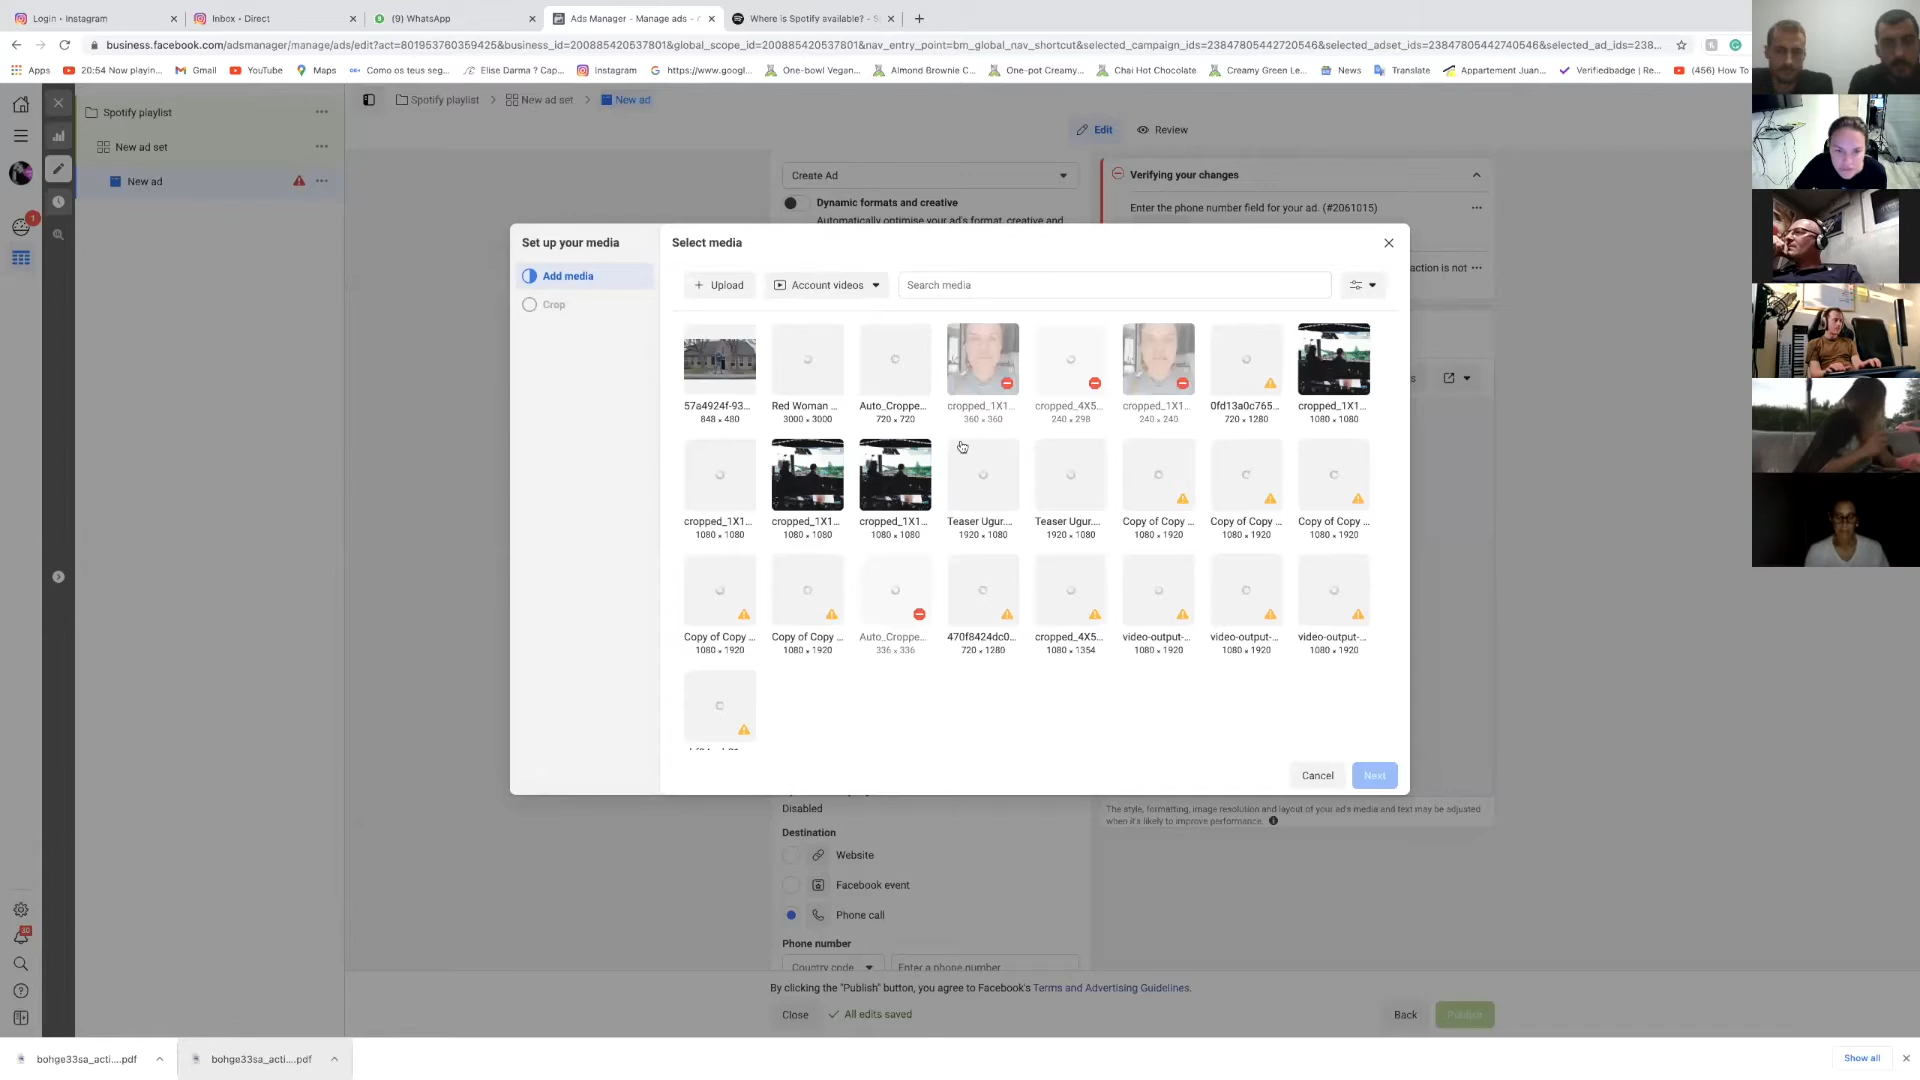 Login • Instagram
Inbox • Direct
(9) WhatsApp
Ads Manager - Manage ads -
Where is Spotify available? - S
business.facebook.com/adsmanager/manage/ads/edit?act=801953780359425&business_id=200885420537801&global_scope_id=200885420537801&nav_entry_point=bm_global_nav_shortcut&selected_campaign_ids=23847805442720546&selected_adset_ids=23847805442740546&selected_ad_ids=238...
Apps
20:54 Now playin...
Gmail
YouTube
Maps
Como os teus seg...
Elise Darma ? Cap...
Instagram
https://www.googl...
One-bowl Vegan...
Almond Brownie C...
One-pot Creamy...
Chai Hot Chocolate
Creamy Green Le...
News
Translate
Appartement Juan...
Verifiedbadge | Re...
(456) How To
Spotify playlist
New ad set
New ad
1
30
Spotify playlist
New ad set
New ad
Edit
Review
Create Ad
Dynamic formats and creative
Automatically optimise your ad's format, creative and
Verifying your changes
Enter the phone number field for your ad. (#2061015)
action is not
Set up your media
Add media
Crop
Select media
Upload
Account videos
Search media
57a4924f-93...
848 × 480
Red Woman ...
3000 × 3000
Auto_Croppe...
720 × 720
cropped_1X1...
360 × 360
cropped_4X5...
240 × 298
cropped_1X1...
240 × 240
0fd13a0c765...
720 × 1280
cropped_1X1...
1080 × 1080
cropped_1X1...
1080 × 1080
cropped_1X1...
1080 × 1080
cropped_1X1...
1080 × 1080
Teaser Ugur....
1920 × 1080
Teaser Ugur....
1920 × 1080
Copy of Copy ...
1080 × 1920
Copy of Copy ...
1080 × 1920
Copy of Copy ...
1080 × 1920
Copy of Copy ...
1080 × 1920
Copy of Copy ...
1080 × 1920
Auto_Croppe...
336 × 336
470f8424dc0...
720 × 1280
cropped_4X5...
1080 × 1354
video-output-...
1080 × 1920
video-output-...
1080 × 1920
video-output-...
1080 × 1920
Cancel
Next
Disabled
Destination
Website
Facebook event
Phone call
Phone number
Country code
Enter a phone number
The style, formatting, image resolution and layout of your ad's media and text may be adjusted
when it's likely to improve performance.
By clicking the "Publish" button, you agree to Facebook's Terms and Advertising Guidelines.
Close
All edits saved
Back
Publish
bohge33sa_acti....pdf
bohge33sa_acti....pdf
Show all